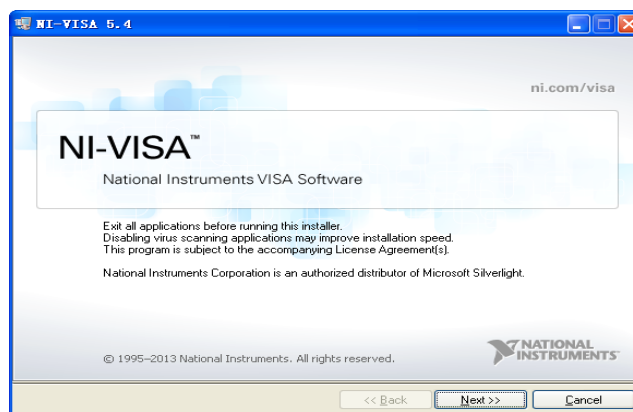 NI-VISA 5.4
ni.com/visa
NI-VISA™
National Instruments VISA Software
Exit all applications before running this installer.
Disabling virus scanning applications may improve installation speed.
This program is subject to the accompanying License Agreement(s).
National Instruments Corporation is an authorized distributor of Microsoft Silverlight.
© 1995–2013 National Instruments. All rights reserved.
NATIONAL
INSTRUMENTS™
<< Back Next >> Cancel